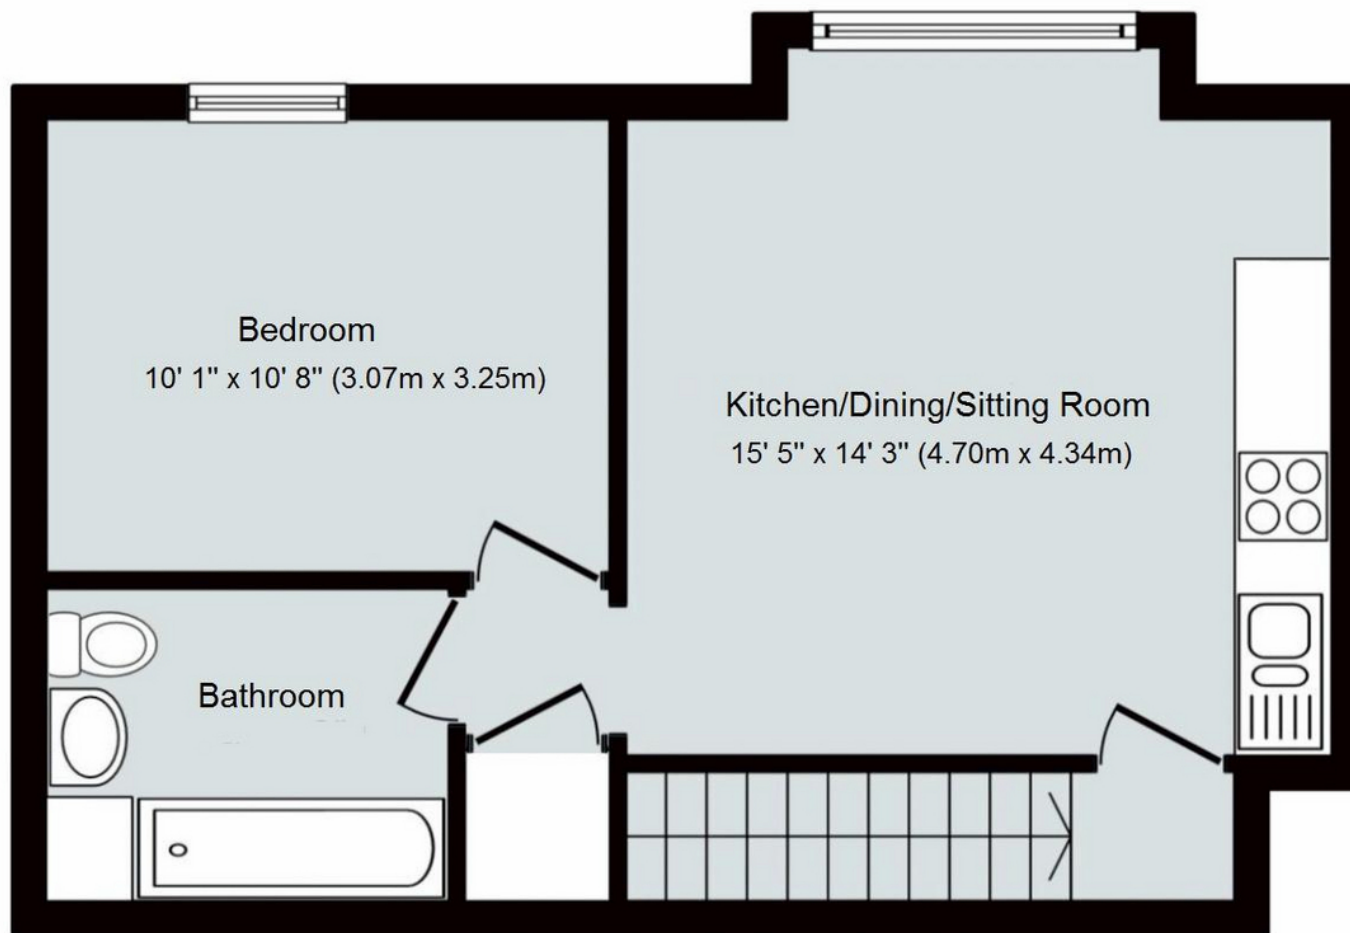 Bedroom
10' 1" x 10' 8" (3.07m x 3.25m)
Kitchen/Dining/Sitting Room
15' 5" x 14' 3" (4.70m x 4.34m)
Bathroom